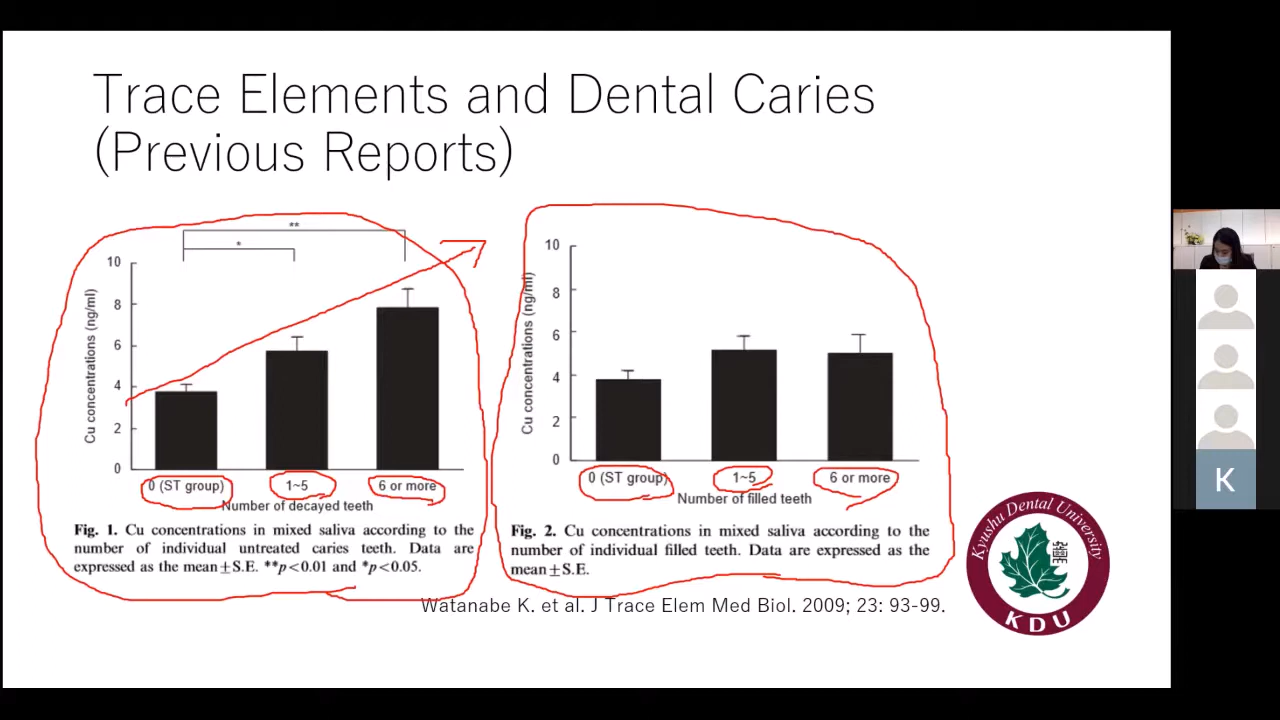 Trace Elements and Dental Caries
(Previous Reports)
**
*
10
8
6
4
2
0
Cu concentrations (ng/ml)
0 (ST group)
1~5
6 or more
Number of decayed teeth
Fig. 1. Cu concentrations in mixed saliva according to the
number of individual untreated caries teeth. Data are
expressed as the mean±S.E. **p<0.01 and *p<0.05.
10
8
6
4
2
0
Cu concentrations (ng/ml)
0 (ST group)
1~5
6 or more
Number of filled teeth
Fig. 2. Cu concentrations in mixed saliva according to the
number of individual filled teeth. Data are expressed as the
mean±S.E.
Watanabe K. et al. J Trace Elem Med Biol. 2009; 23: 93-99.
Kyushu Dental University
KDU
K